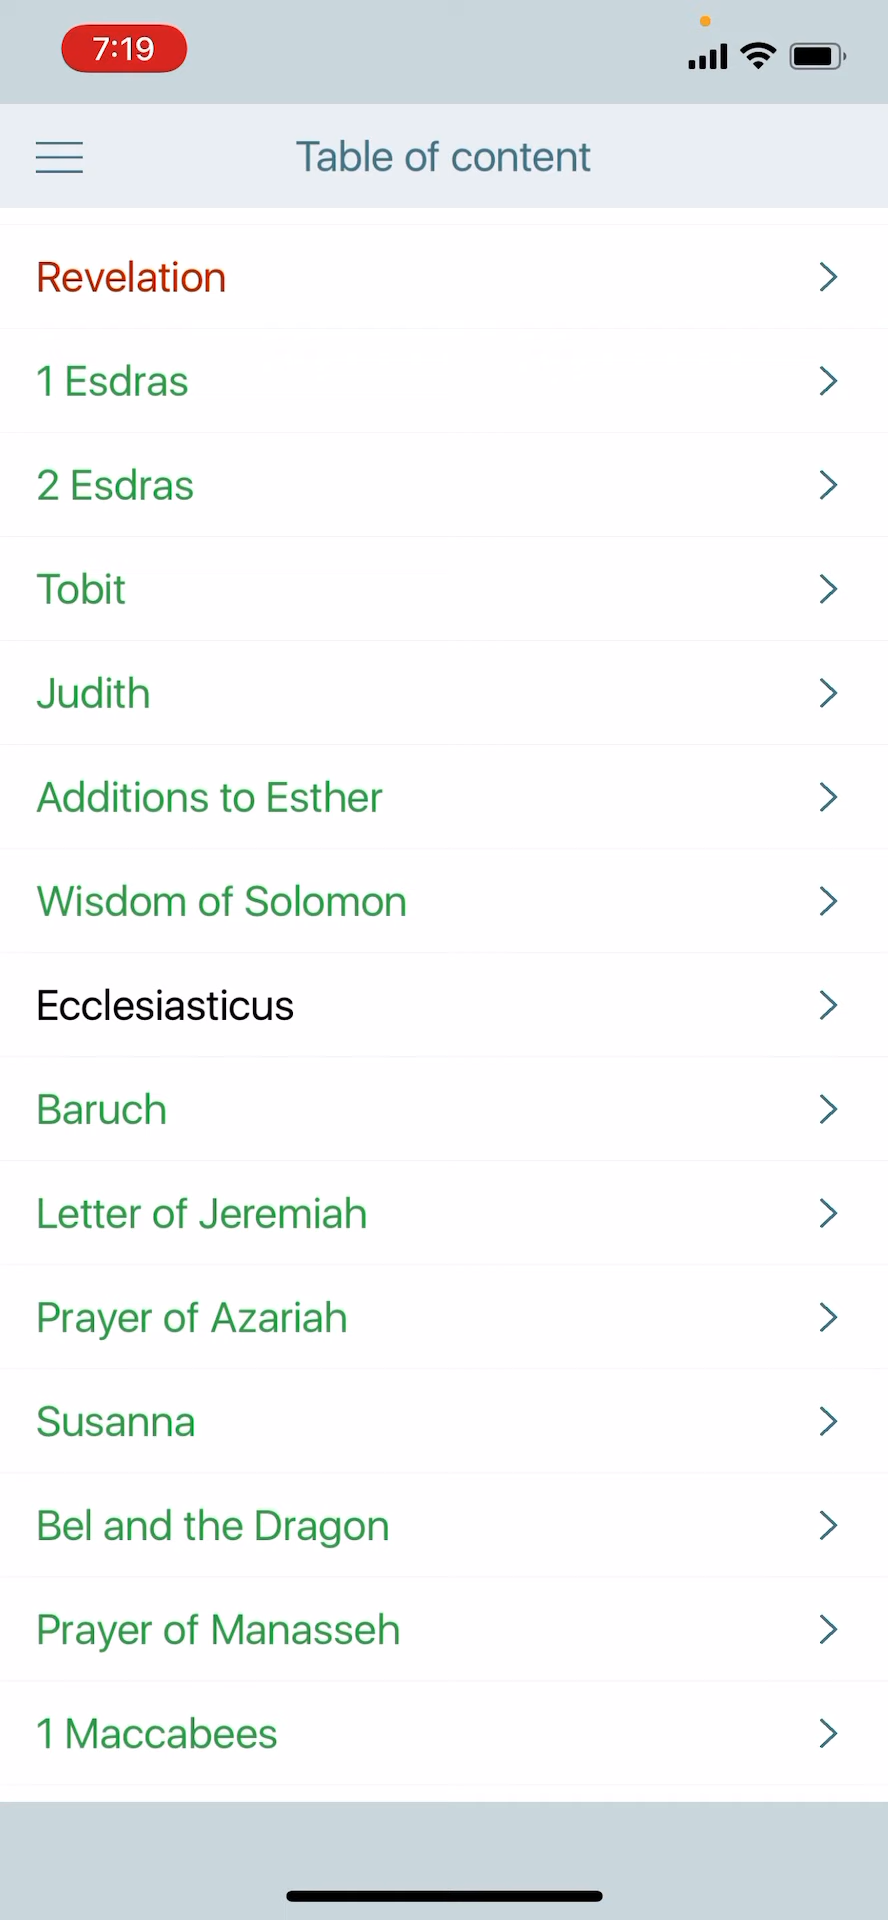 7:19
Table of content
Revelation
1 Esdras
2 Esdras
Tobit
Judith
Additions to Esther
Wisdom of Solomon
Ecclesiasticus
Baruch
Letter of Jeremiah
Prayer of Azariah
Susanna
Bel and the Dragon
Prayer of Manasseh
1 Maccabees